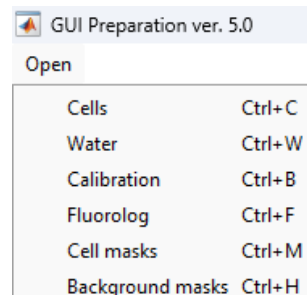 GUI Preparation ver. 5.0
Open
Cells Ctrl+C
Water Ctrl+W
Calibration Ctrl+B
Fluorolog Ctrl+F
Cell masks Ctrl+M
Background masks Ctrl+H